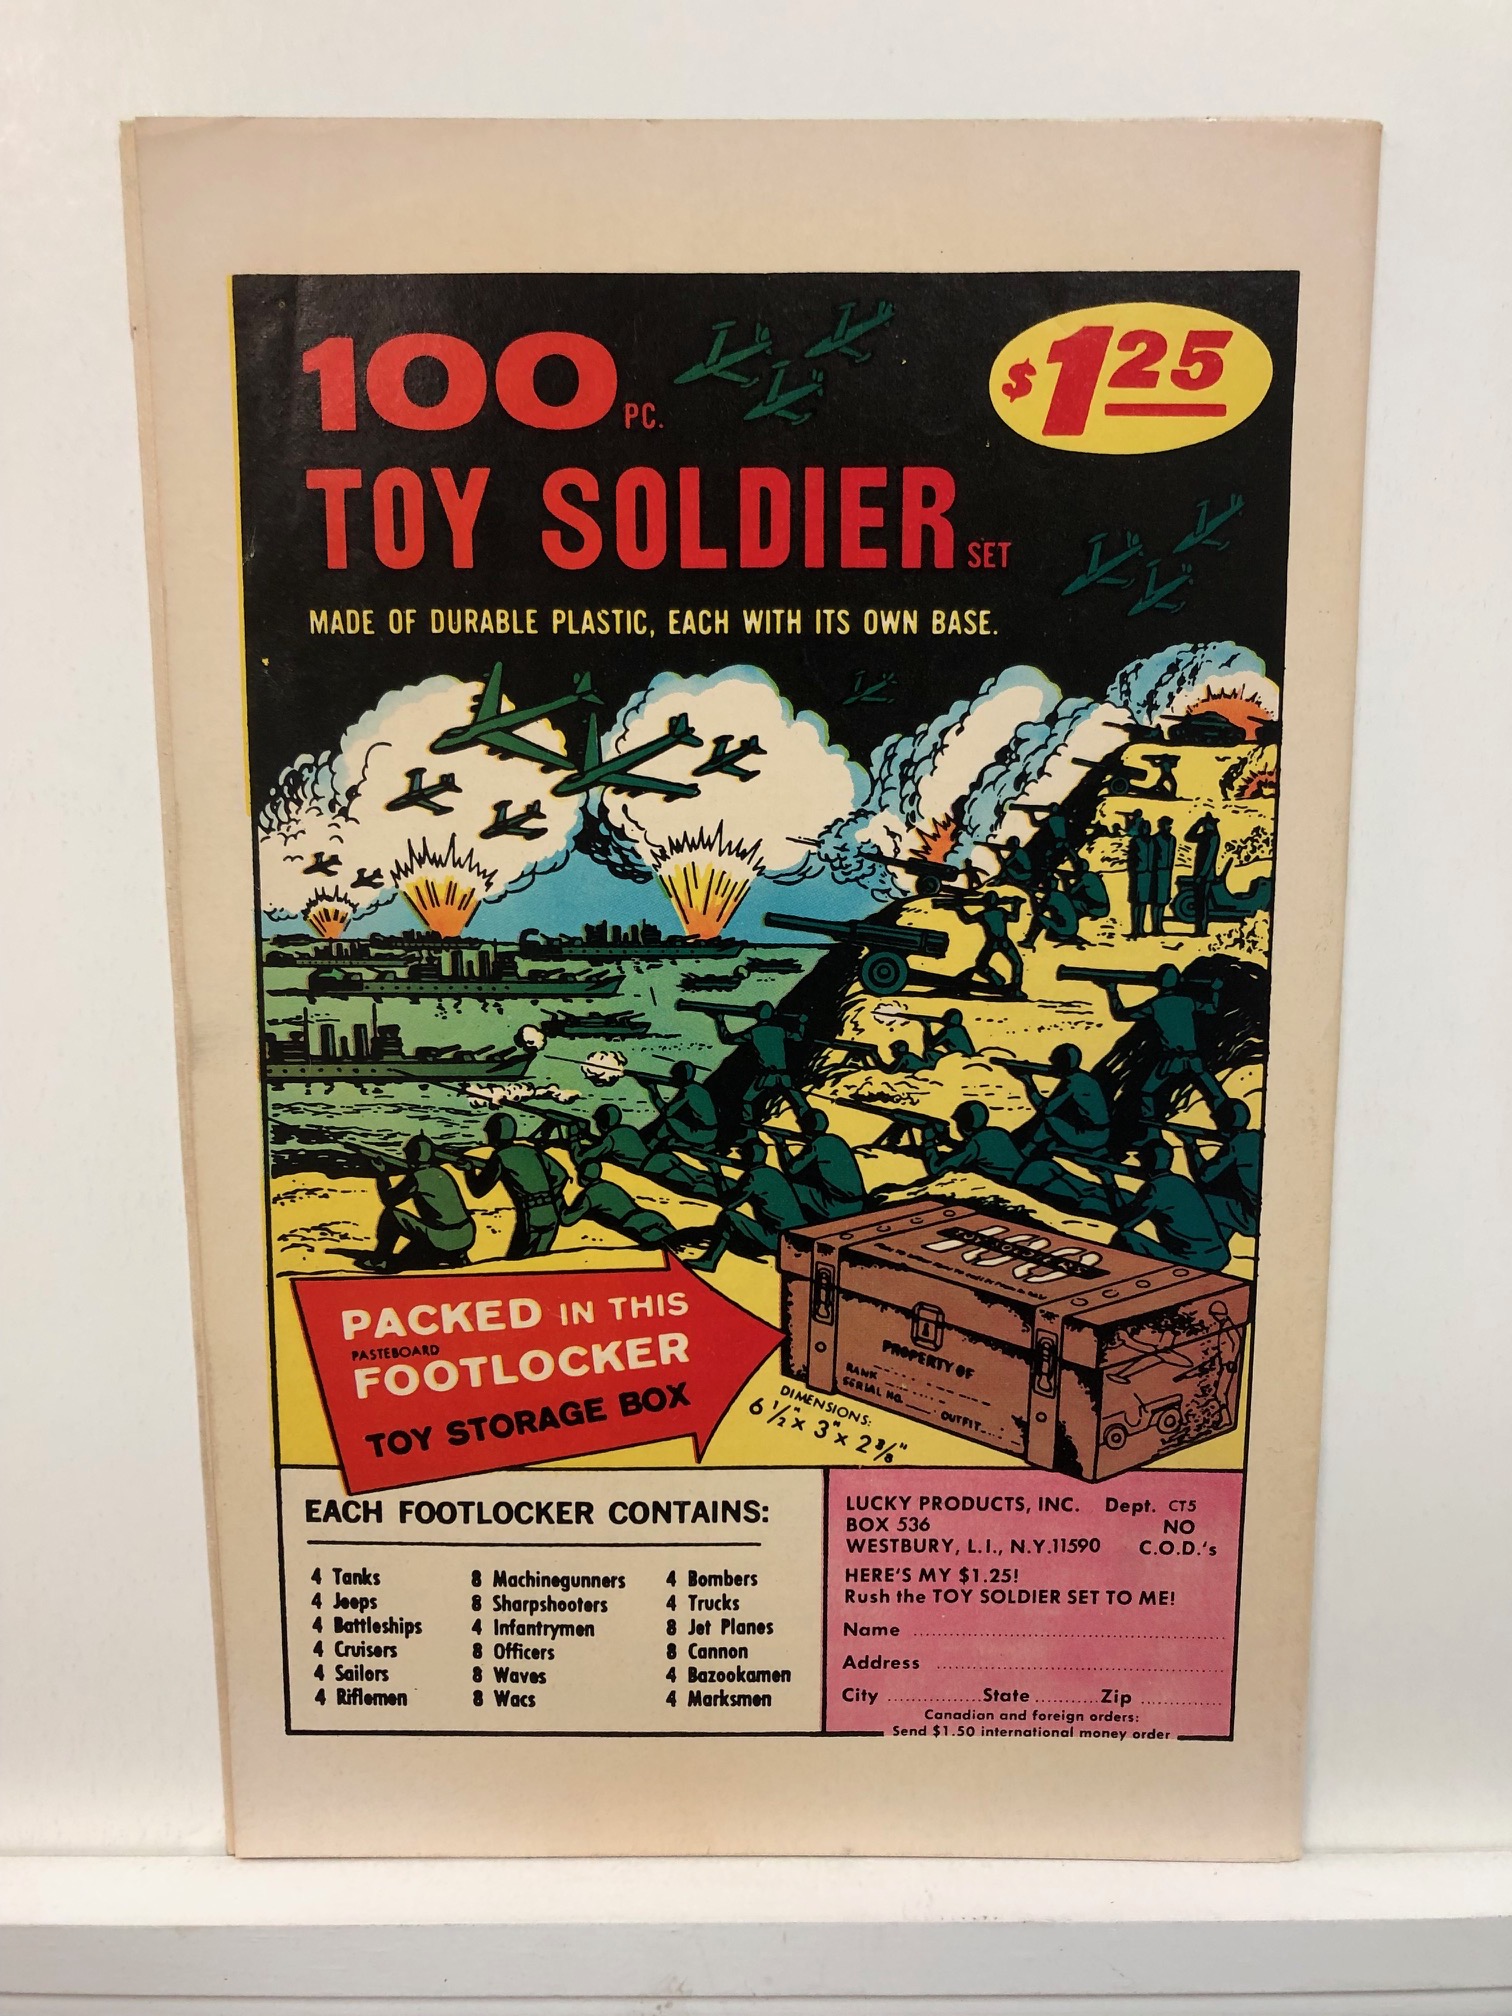 100 PC.
$1.25
TOY SOLDIER SET
MADE OF DURABLE PLASTIC, EACH WITH ITS OWN BASE.
PACKED IN THIS
PASTEBOARD
FOOTLOCKER
TOY STORAGE BOX
100
PROPERTY OF
RANK
SERIAL NO.
OUTFIT
DIMENSIONS:
6 1/2" x 3" x 2 3/8"
EACH FOOTLOCKER CONTAINS:
4 Tanks
4 Jeeps
4 Battleships
4 Cruisers
4 Sailors
4 Riflemen
8 Machinegunners
8 Sharpshooters
4 Infantrymen
8 Officers
8 Waves
8 Wacs
4 Bombers
4 Trucks
8 Jet Planes
8 Cannon
4 Bazookamen
4 Marksmen
LUCKY PRODUCTS, INC. Dept. CT5
BOX 536 NO
WESTBURY, L.I., N.Y.11590 C.O.D.'s
HERE'S MY $1.25!
Rush the TOY SOLDIER SET TO ME!
Name
Address
City State Zip
Canadian and foreign orders:
Send $1.50 international money order